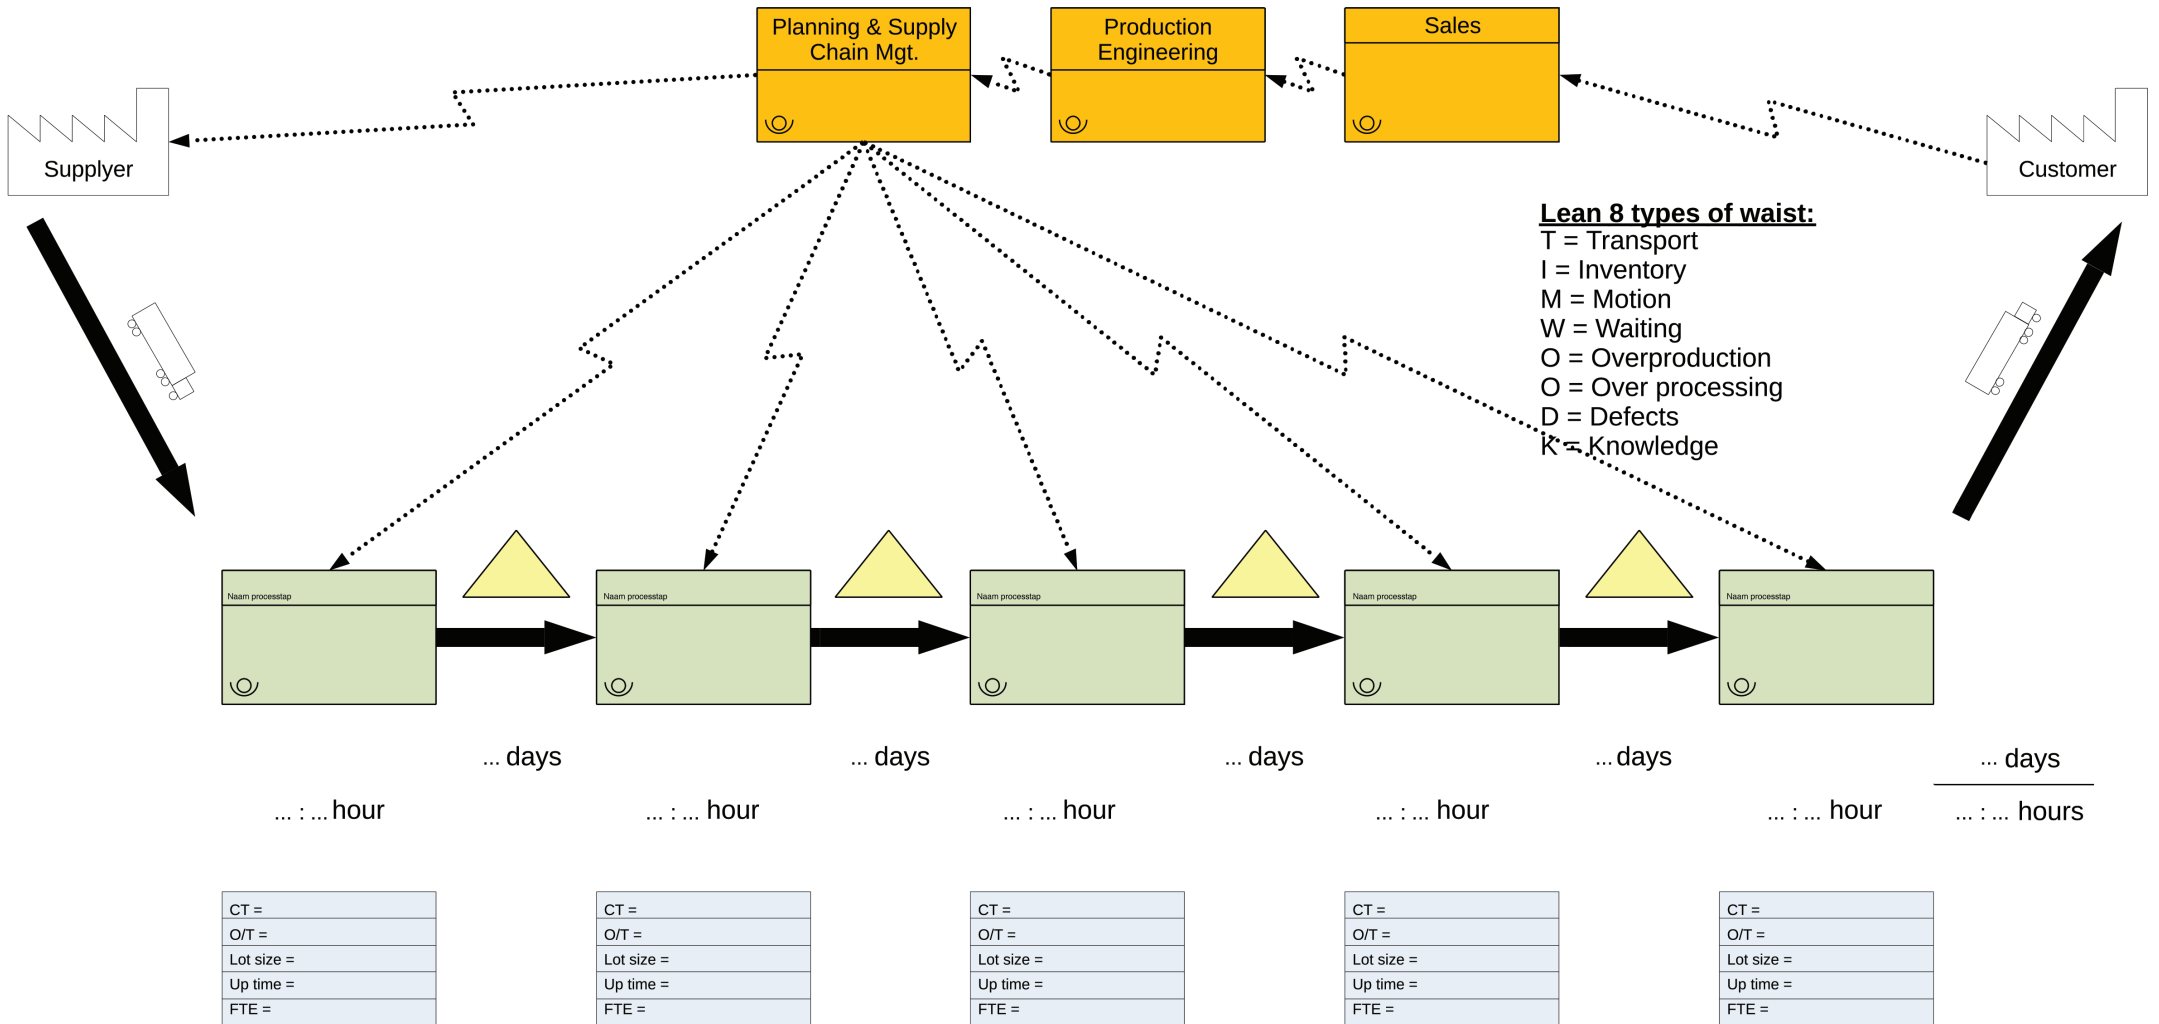 Planning & Supply
Chain Mgt.
Production
Engineering
Sales
Supplyer
Customer
Lean 8 types of waist:
T = Transport
I = Inventory
M = Motion
W = Waiting
O = Overproduction
O = Over processing
D = Defects
K = Knowledge
Naam processtap
Naam processtap
Naam processtap
Naam processtap
Naam processtap
... days
... days
... days
... days
... days
... : ... hour
... : ... hour
... : ... hour
... : ... hour
... : ... hour
... : ... hours
CT =
O/T =
Lot size =
Up time =
FTE =
CT =
O/T =
Lot size =
Up time =
FTE =
CT =
O/T =
Lot size =
Up time =
FTE =
CT =
O/T =
Lot size =
Up time =
FTE =
CT =
O/T =
Lot size =
Up time =
FTE =